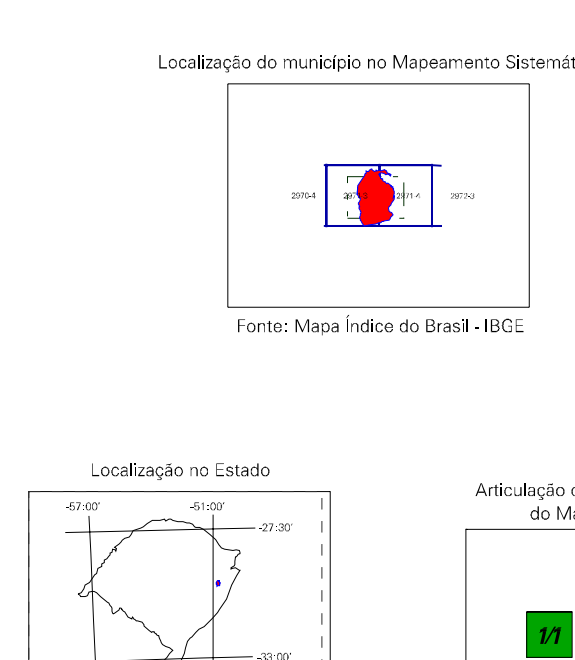 Localização do município no Mapeamento Sistemát
2970-4 2971-4 2972-3
Fonte: Mapa Índice do Brasil - IBGE
Localização no Estado
-57:00' -51:00'
-27:30'
-33:00'
Articulação
do Ma
1/1